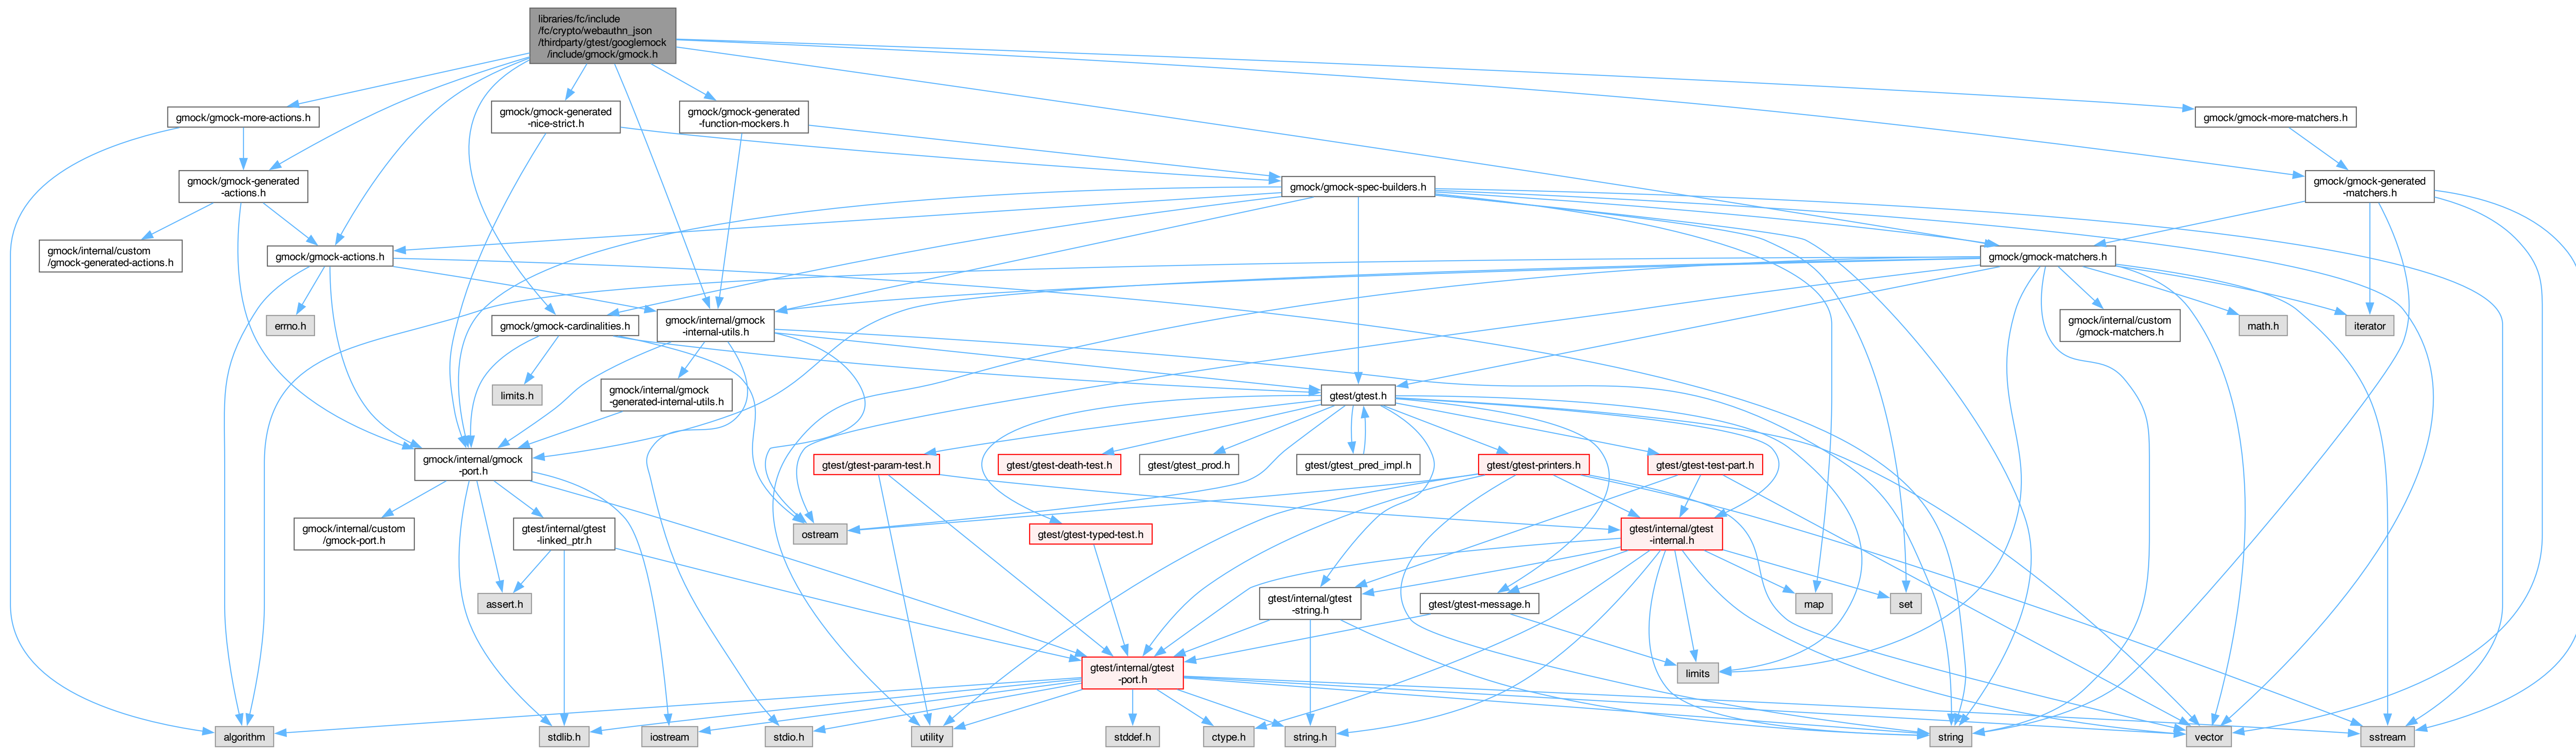 libraries/fc/include
/fc/crypto/webauthn_json
/thirdparty/gtest/googlemock
/include/gmock/gmock.h
gmock/gmock-more-actions.h
gmock/gmock-generated
-nice-strict.h
gmock/gmock-generated
-function-mockers.h
gmock/gmock-more-matchers.h
gmock/gmock-generated
-actions.h
gmock/gmock-spec-builders.h
gmock/gmock-generated
-matchers.h
gmock/internal/custom
/gmock-generated-actions.h
gmock/gmock-actions.h
gmock/gmock-matchers.h
errno.h
gmock/gmock-cardinalities.h
gmock/internal/gmock
-internal-utils.h
gmock/internal/custom
/gmock-matchers.h
math.h
iterator
limits.h
gmock/internal/gmock
-generated-internal-utils.h
gtest/gtest.h
gmock/internal/gmock
-port.h
gtest/gtest-param-test.h
gtest/gtest-death-test.h
gtest/gtest_prod.h
gtest/gtest_pred_impl.h
gtest/gtest-printers.h
gtest/gtest-test-part.h
gmock/internal/custom
/gmock-port.h
gtest/internal/gtest
-linked_ptr.h
ostream
gtest/gtest-typed-test.h
gtest/internal/gtest
-internal.h
assert.h
gtest/internal/gtest
-string.h
gtest/gtest-message.h
map
set
gtest/internal/gtest
-port.h
limits
algorithm
stdlib.h
iostream
stdio.h
utility
stddef.h
ctype.h
string.h
string
vector
sstream